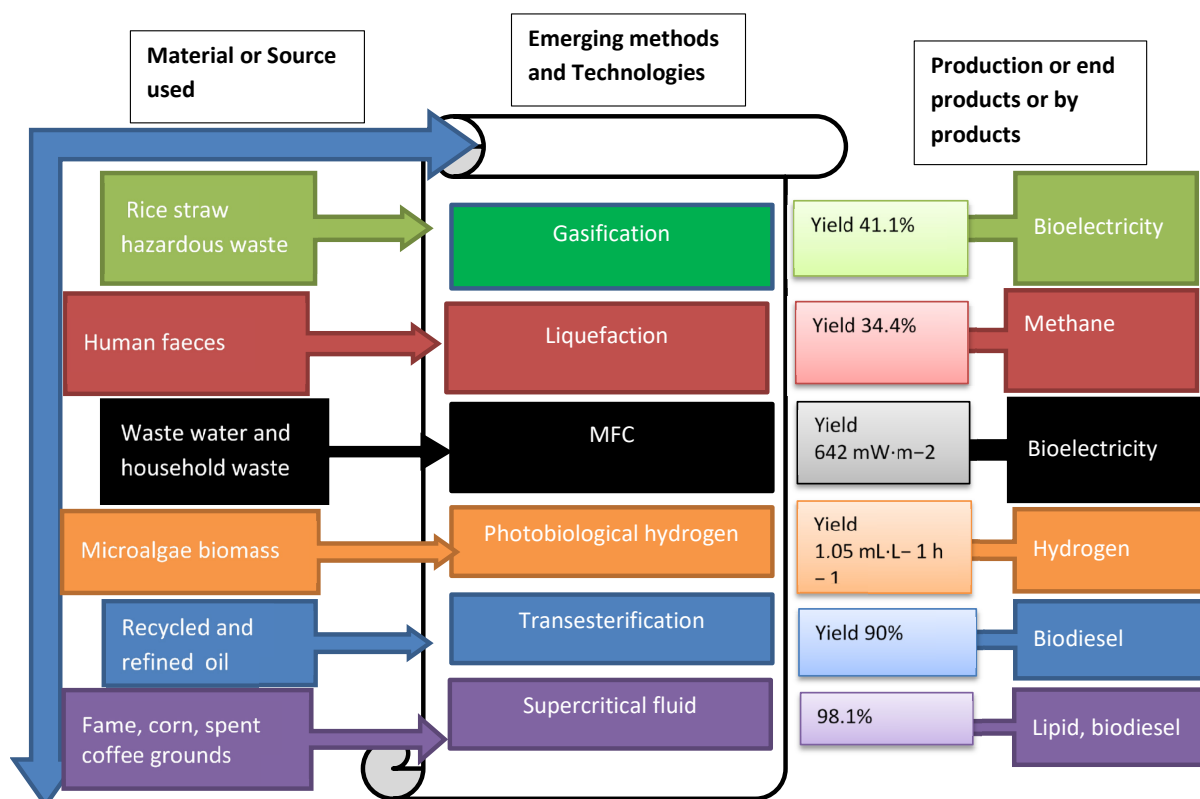 Material or Source
used
Emerging methods
and Technologies
Production or end
products or by
products
Rice straw
hazardous waste
Gasification
Yield 41.1%
Bioelectricity
Human faeces
Liquefaction
Yield 34.4%
Methane
Waste water and
household waste
MFC
Yield
642 mW·m−2
Bioelectricity
Microalgae biomass
Photobiological hydrogen
Yield
1.05 mL·L− 1 h
− 1
Hydrogen
Recycled and
refined oil
Transesterification
Yield 90%
Biodiesel
Fame, corn, spent
coffee grounds
Supercritical fluid
98.1%
Lipid, biodiesel